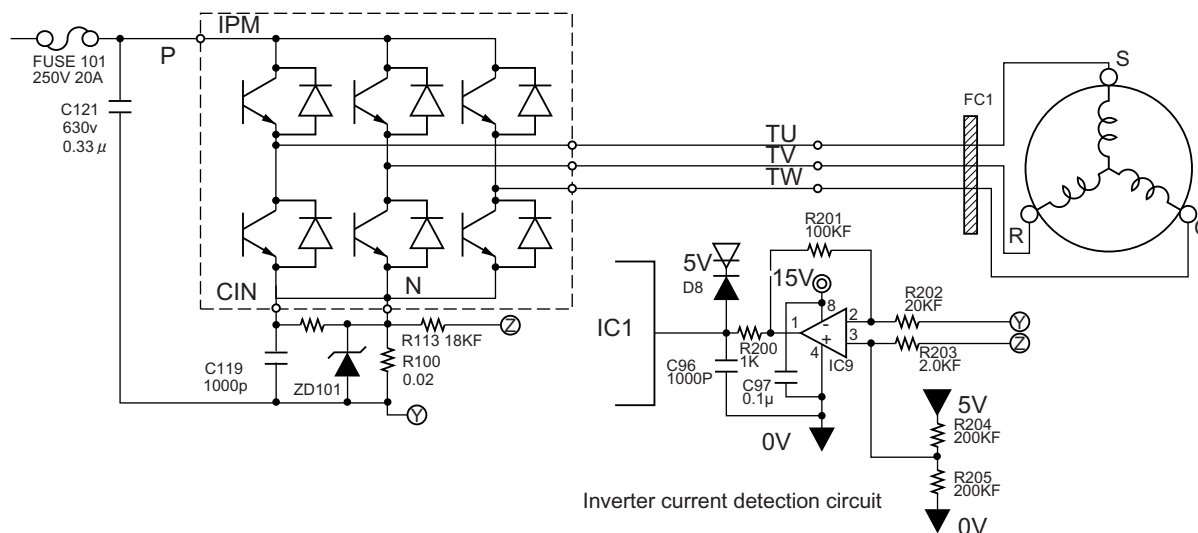 IPM
P
FUSE 101
250V 20A
C121
630v
0.33 μ
S
FC1
TU
TV
TW
R
R201
100KF
5V
D8
15V
CIN
N
IC1
8
1
2
3
4
-
+
R202
20KF
Y
Z
R113 18KF
Z
R200
1K
IC9
R203
2.0KF
C119
1000p
ZD101
R100
0.02
C96
1000P
C97
0.1μ
5V
R204
200KF
Y
0V
R205
200KF
Inverter current detection circuit
0V